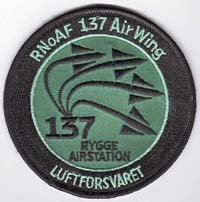 RNoAF 137 Air Wing
137
RYGGE
AIRSTATION
LUFTFORSVARET